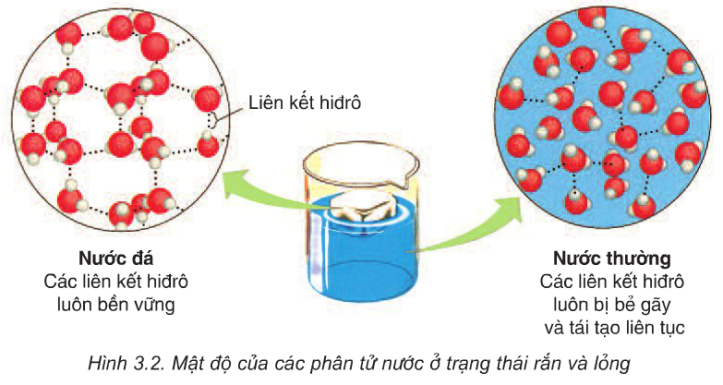 Liên kết hiđrô
Nước đá
Các liên kết hiđrô
luôn bền vững
Nước thường
Các liên kết hiđrô
luôn bị bẻ gãy
và tái tạo liên tục
Hình 3.2. Mật độ của các phân tử nước ở trạng thái rắn và lỏng